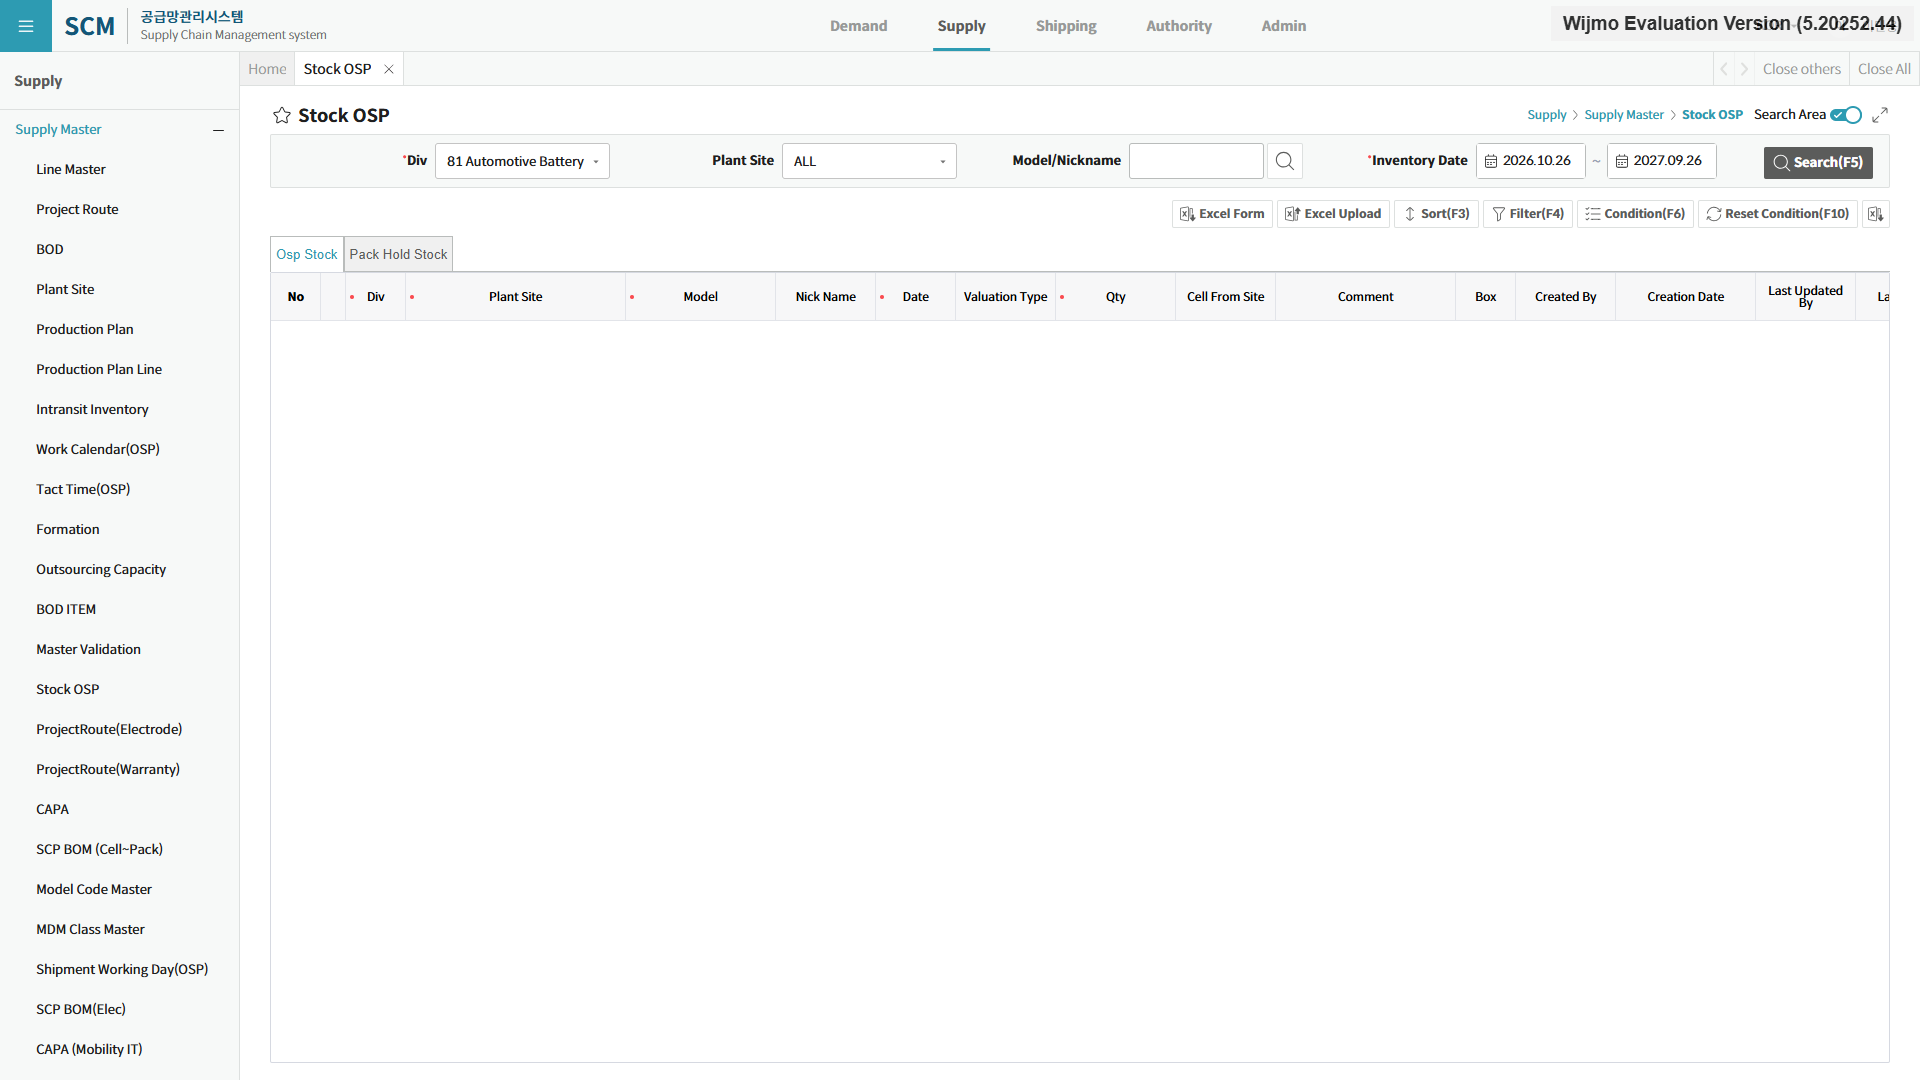 SCM
공급망관리시스템
Supply Chain Management system
Demand
Supply
Shipping
Authority
Admin
Wijmo Evaluation Version (5.20252.44)
Supply
Home
Stock OSP
Close others
Close All
Supply Master
Line Master
Project Route
BOD
Plant Site
Production Plan
Production Plan Line
Intransit Inventory
Work Calendar(OSP)
Tact Time(OSP)
Formation
Outsourcing Capacity
BOD ITEM
Master Validation
Stock OSP
ProjectRoute(Electrode)
ProjectRoute(Warranty)
CAPA
SCP BOM (Cell~Pack)
Model Code Master
MDM Class Master
Shipment Working Day(OSP)
SCP BOM(Elec)
CAPA (Mobility IT)
Stock OSP
Supply > Supply Master > Stock OSP
Search Area
*Div 81 Automotive Battery
Plant Site ALL
Model/Nickname
*Inventory Date 2026.10.26 ~ 2027.09.26
Search(F5)
Excel Form
Excel Upload
Sort(F3)
Filter(F4)
Condition(F6)
Reset Condition(F10)
Osp Stock
Pack Hold Stock
No
Div
Plant Site
Model
Nick Name
Date
Valuation Type
Qty
Cell From Site
Comment
Box
Created By
Creation Date
Last Updated
By
La